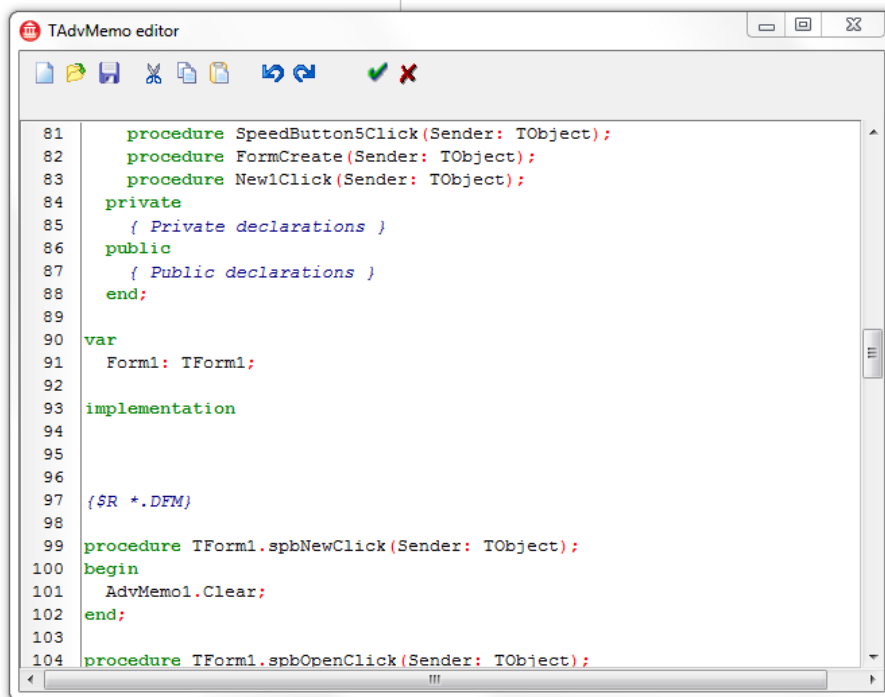 TAdvMemo editor
81 procedure SpeedButton5Click(Sender: TObject);
82 procedure FormCreate(Sender: TObject);
83 procedure New1Click(Sender: TObject);
84 private
85 { Private declarations }
86 public
87 { Public declarations }
88 end;
89
90 var
91 Form1: TForm1;
92
93 implementation
94
95
96
97 {$R *.DFM}
98
99 procedure TForm1.spbNewClick(Sender: TObject);
100 begin
101 AdvMemo1.Clear;
102 end;
103
104 procedure TForm1.spbOpenClick(Sender: TObject);